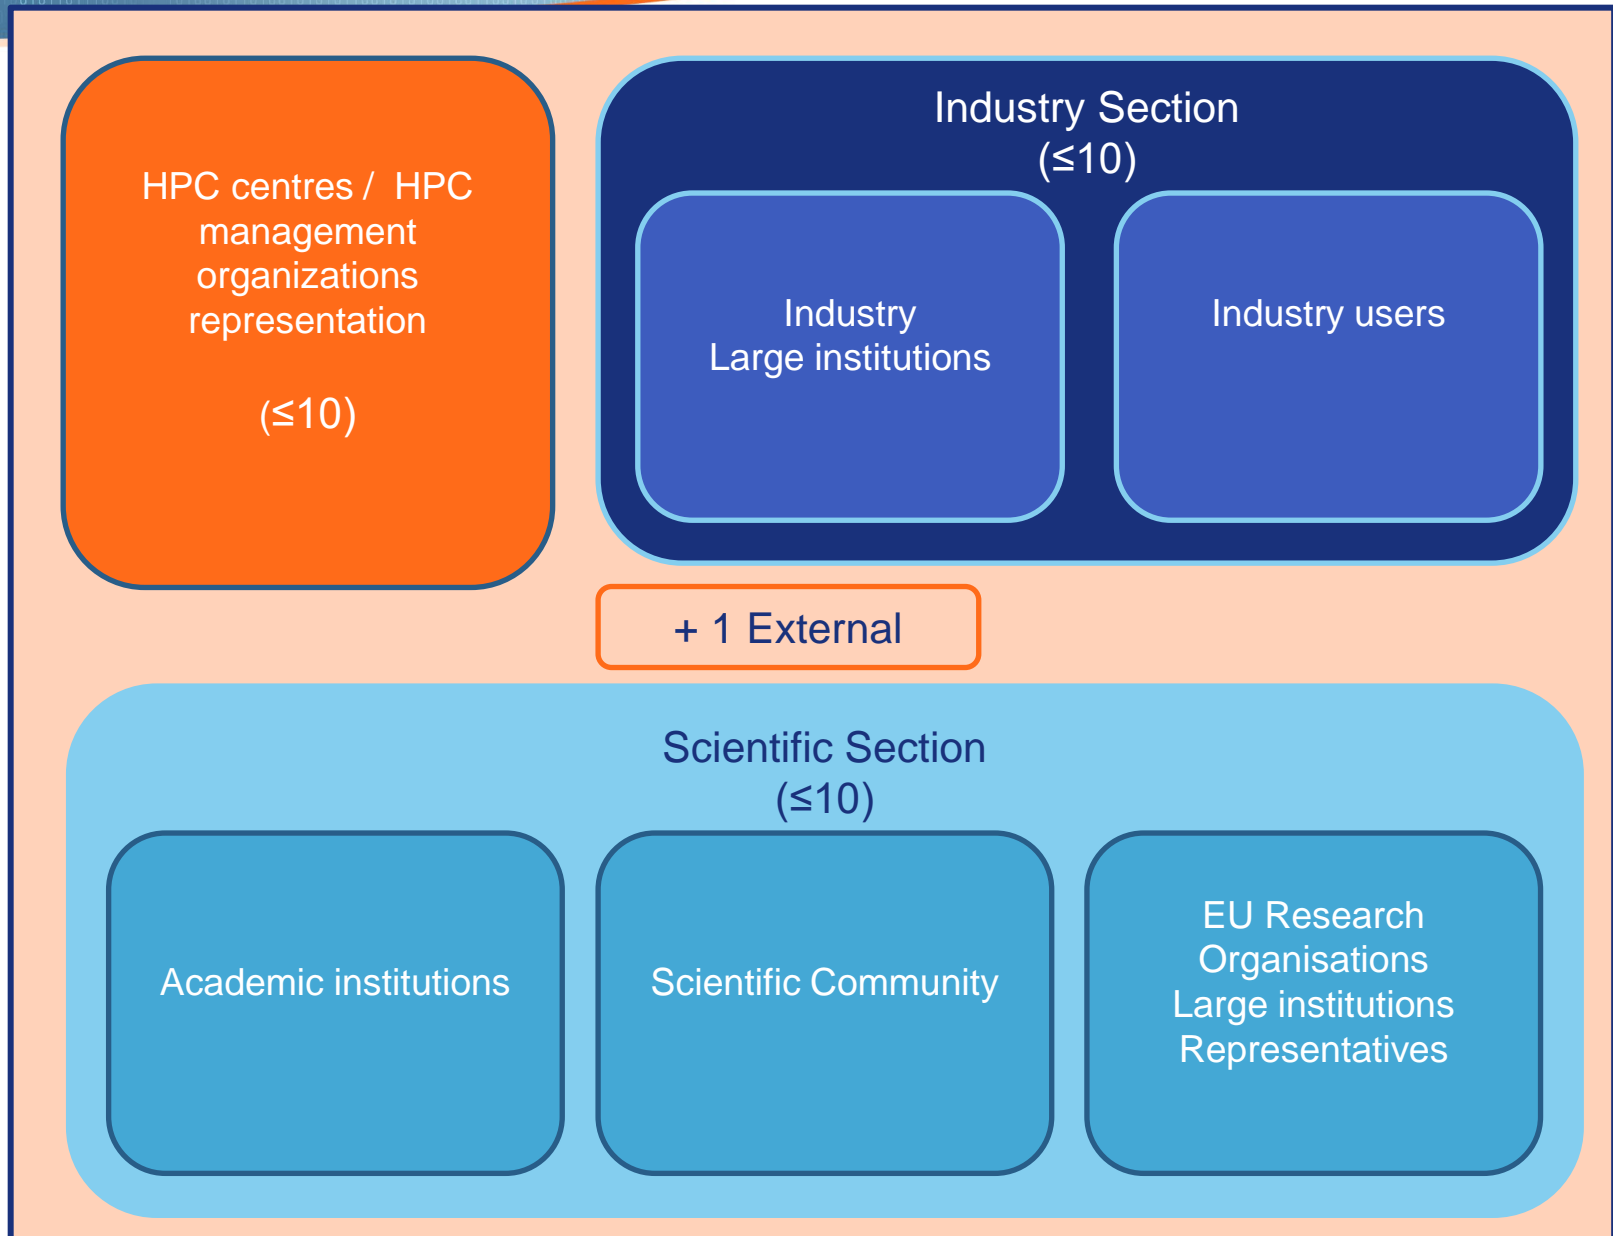 HPC centres / HPC
management
organizations
representation
(≤10)
Industry Section
(≤10)
Industry
Large institutions
Industry users
+ 1 External
Scientific Section
(≤10)
Academic institutions
Scientific Community
EU Research
Organisations
Large institutions
Representatives